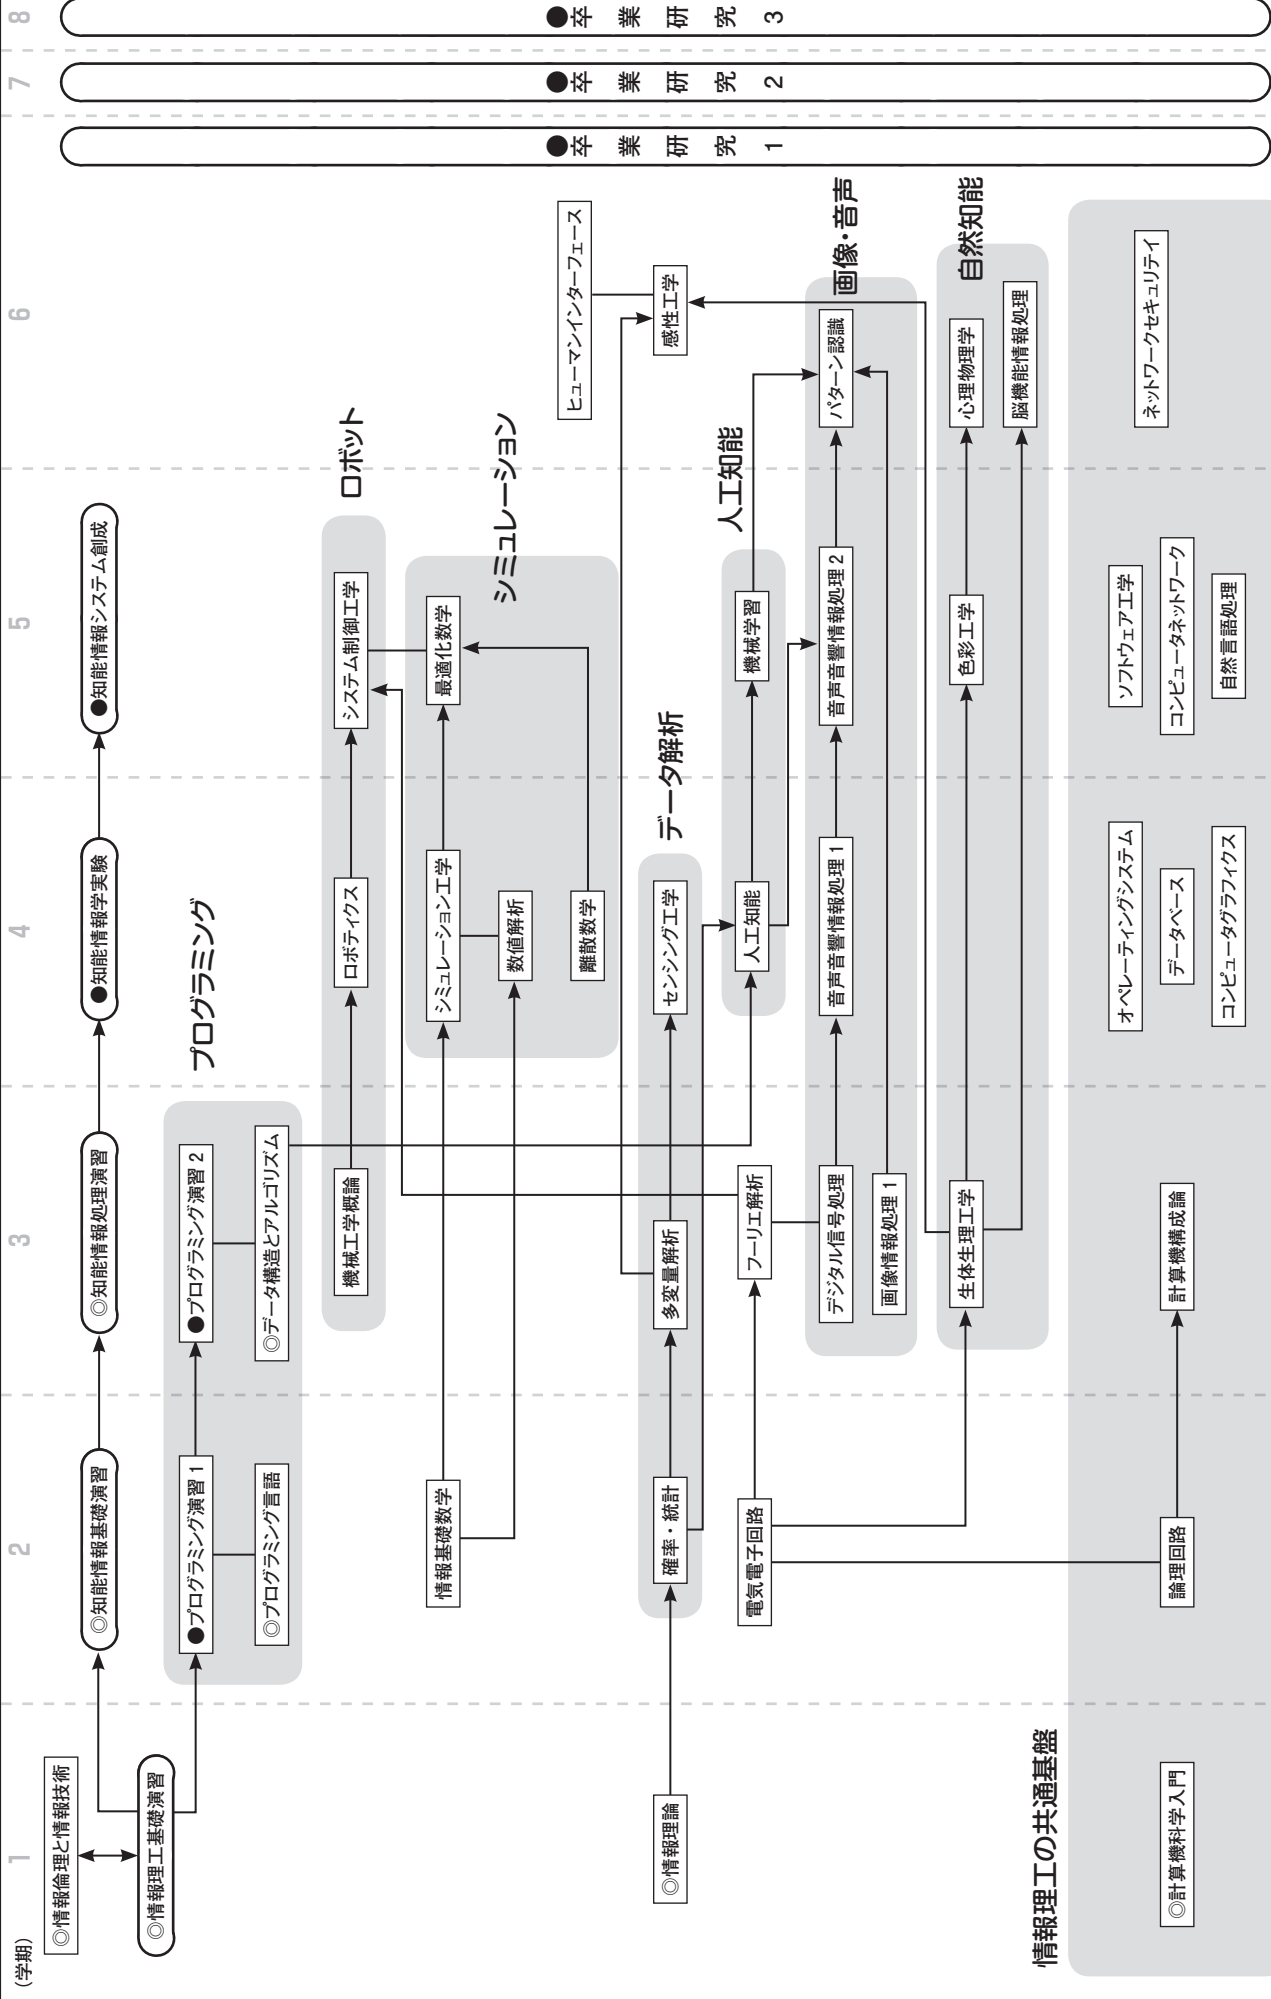 (学期)
1
2
3
4
5
6
7
8
◎情報倫理と情報技術
◎情報理工基礎演習
◎知能情報基礎演習
◎知能情報処理演習
●知能情報学実験
●知能情報システム創成
プログラミング
●プログラミング演習 1
◎プログラミング言語
●プログラミング演習 2
◎データ構造とアルゴリズム
ロボット
機械工学概論
ロボティクス
システム制御工学
シミュレーション
情報基礎数学
シミュレーション工学
数値解析
離散数学
最適化数学
ヒューマンインターフェース
感性工学
データ解析
◎情報理論
確率・統計
多変量解析
センシング工学
人工知能
電気電子回路
フーリエ解析
人工知能
機械学習
画像・音声
デジタル信号処理
画像情報処理 1
音声音響情報処理 1
音声音響情報処理 2
パターン認識
自然知能
生体生理工学
色彩工学
心理物理学
脳機能情報処理
情報理工の共通基盤
◎計算機科学入門
論理回路
計算機構成論
オペレーティングシステム
データベース
コンピュータグラフィクス
ソフトウェア工学
コンピュータネットワーク
自然言語処理
ネットワークセキュリティ
●卒業研究1
●卒業研究2
●卒業研究3